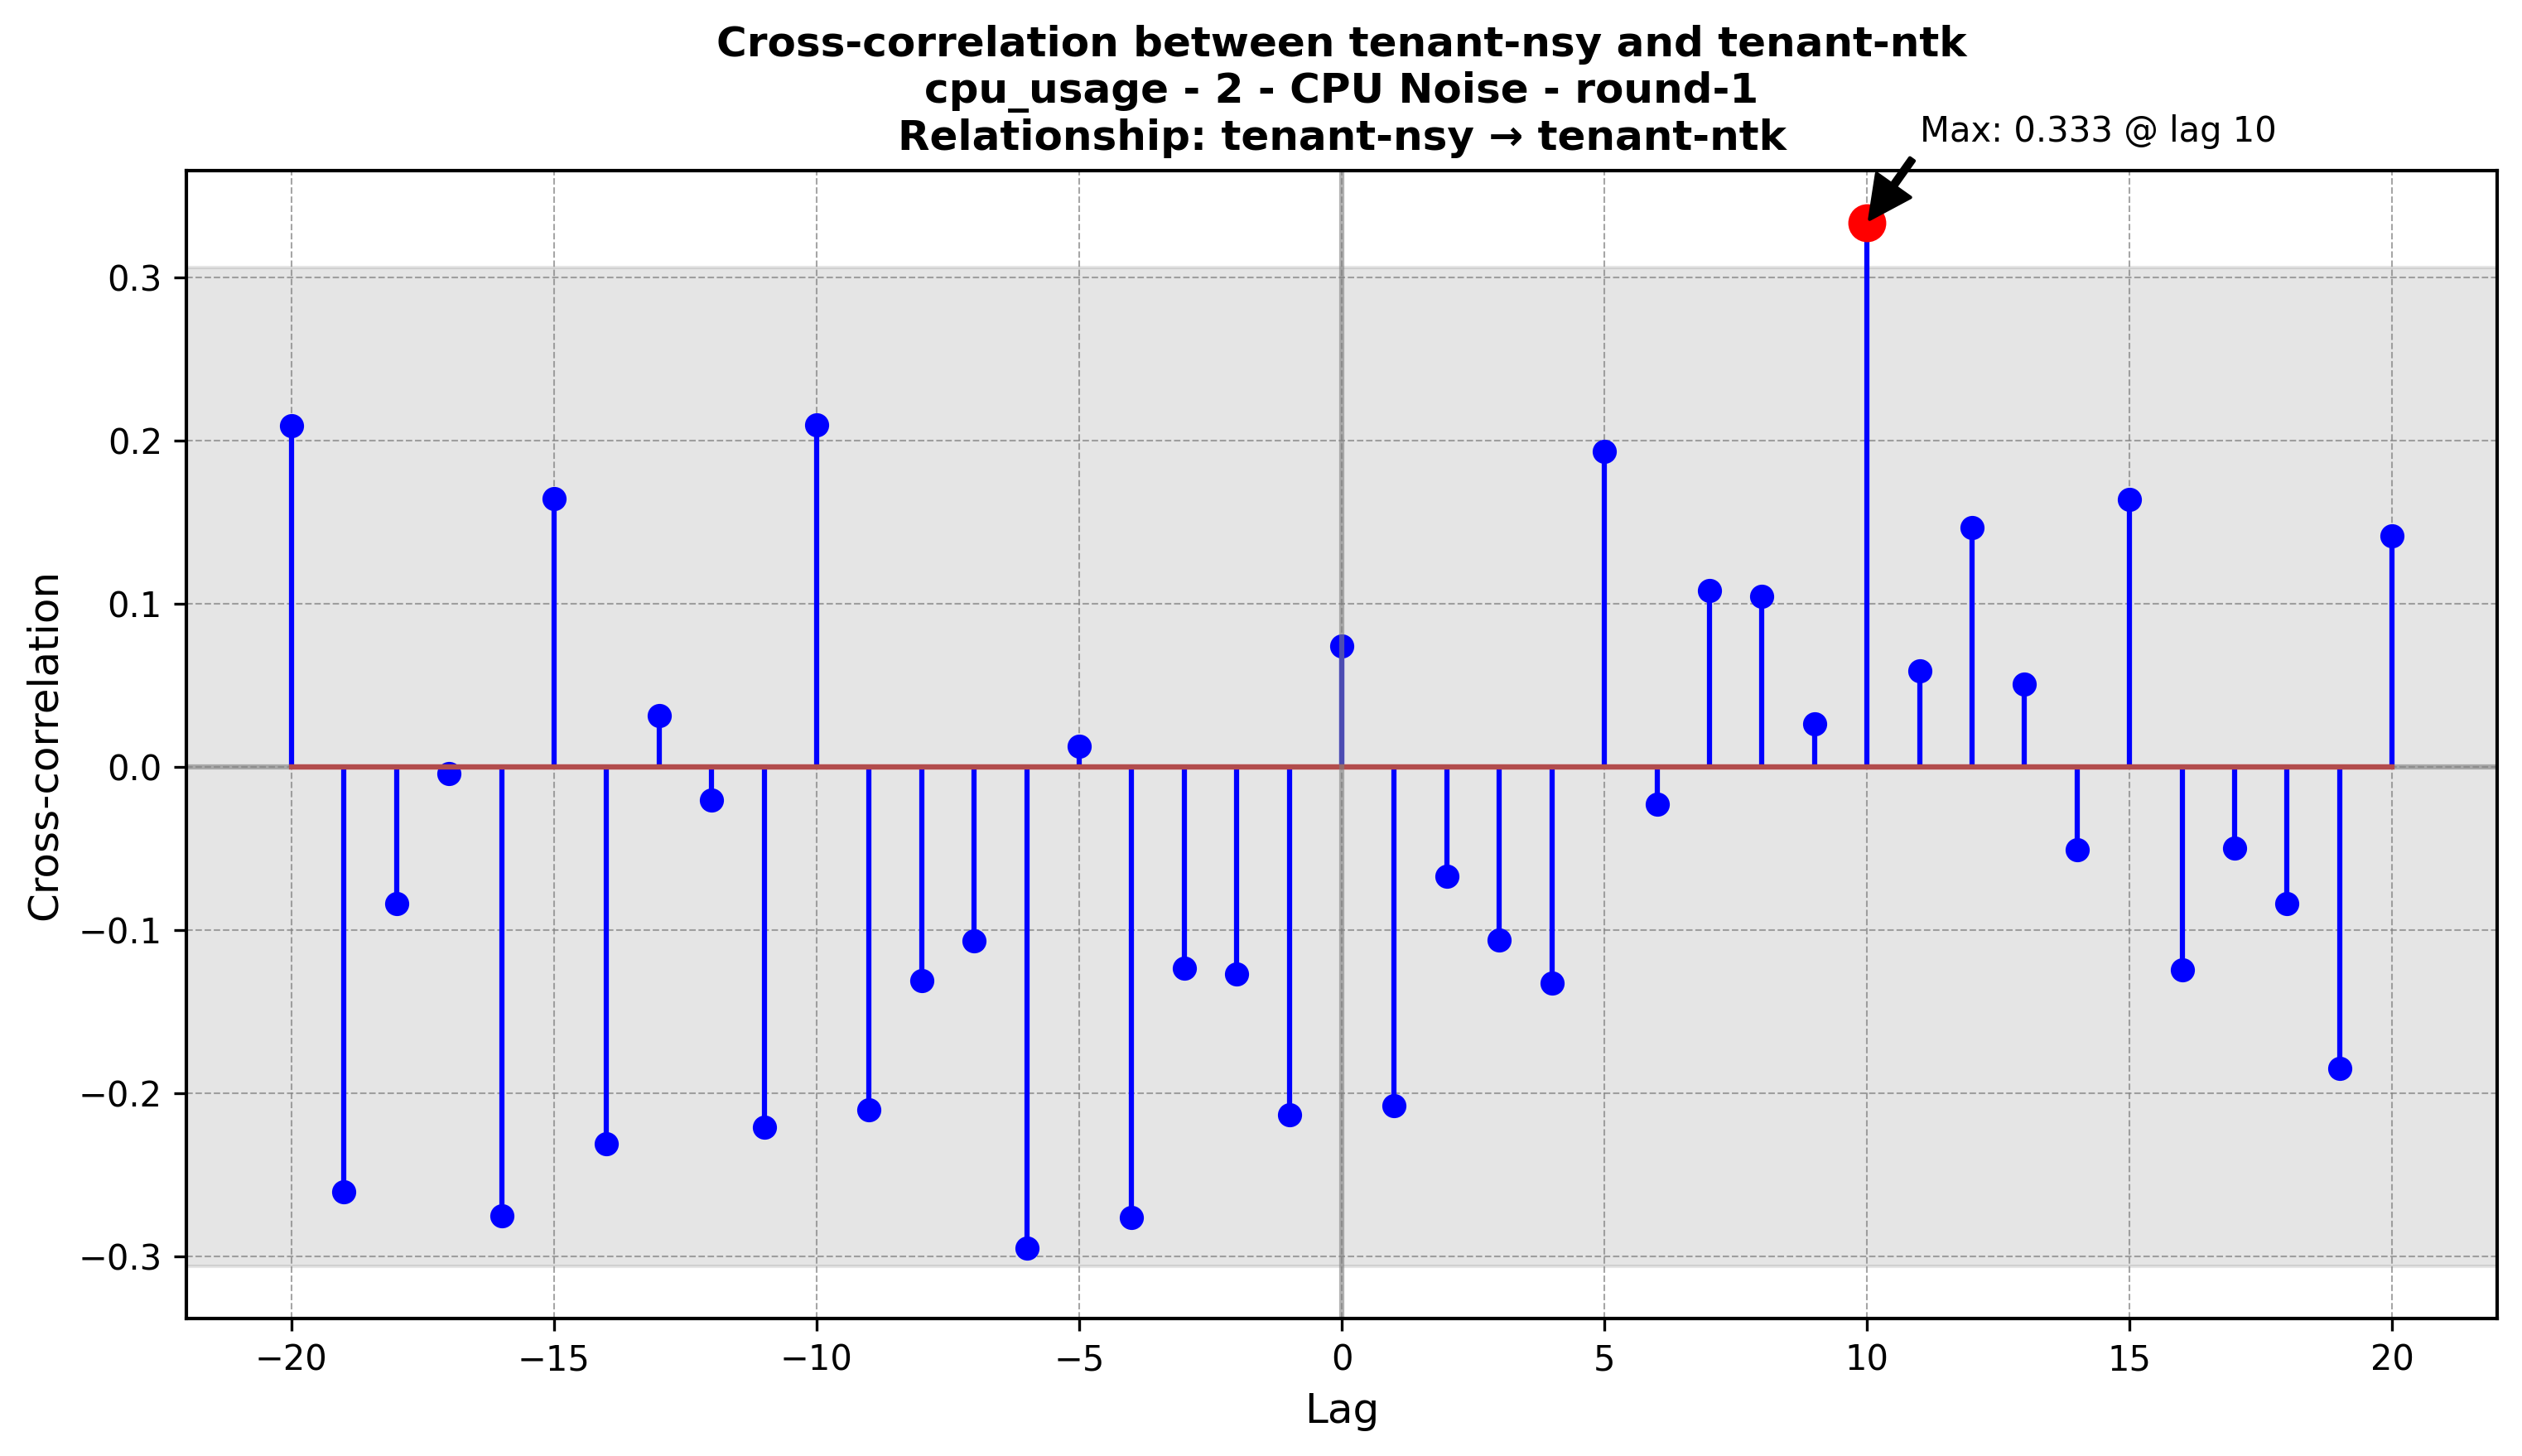 Cross-correlation between tenant-nsy and tenant-ntk
cpu_usage - 2 - CPU Noise - round-1
Relationship: tenant-nsy → tenant-ntk
Max: 0.333 @ lag 10
Cross-correlation
0.3
0.2
0.1
0.0
−0.1
−0.2
−0.3
−20 −15 −10 −5 0 5 10 15 20
Lag